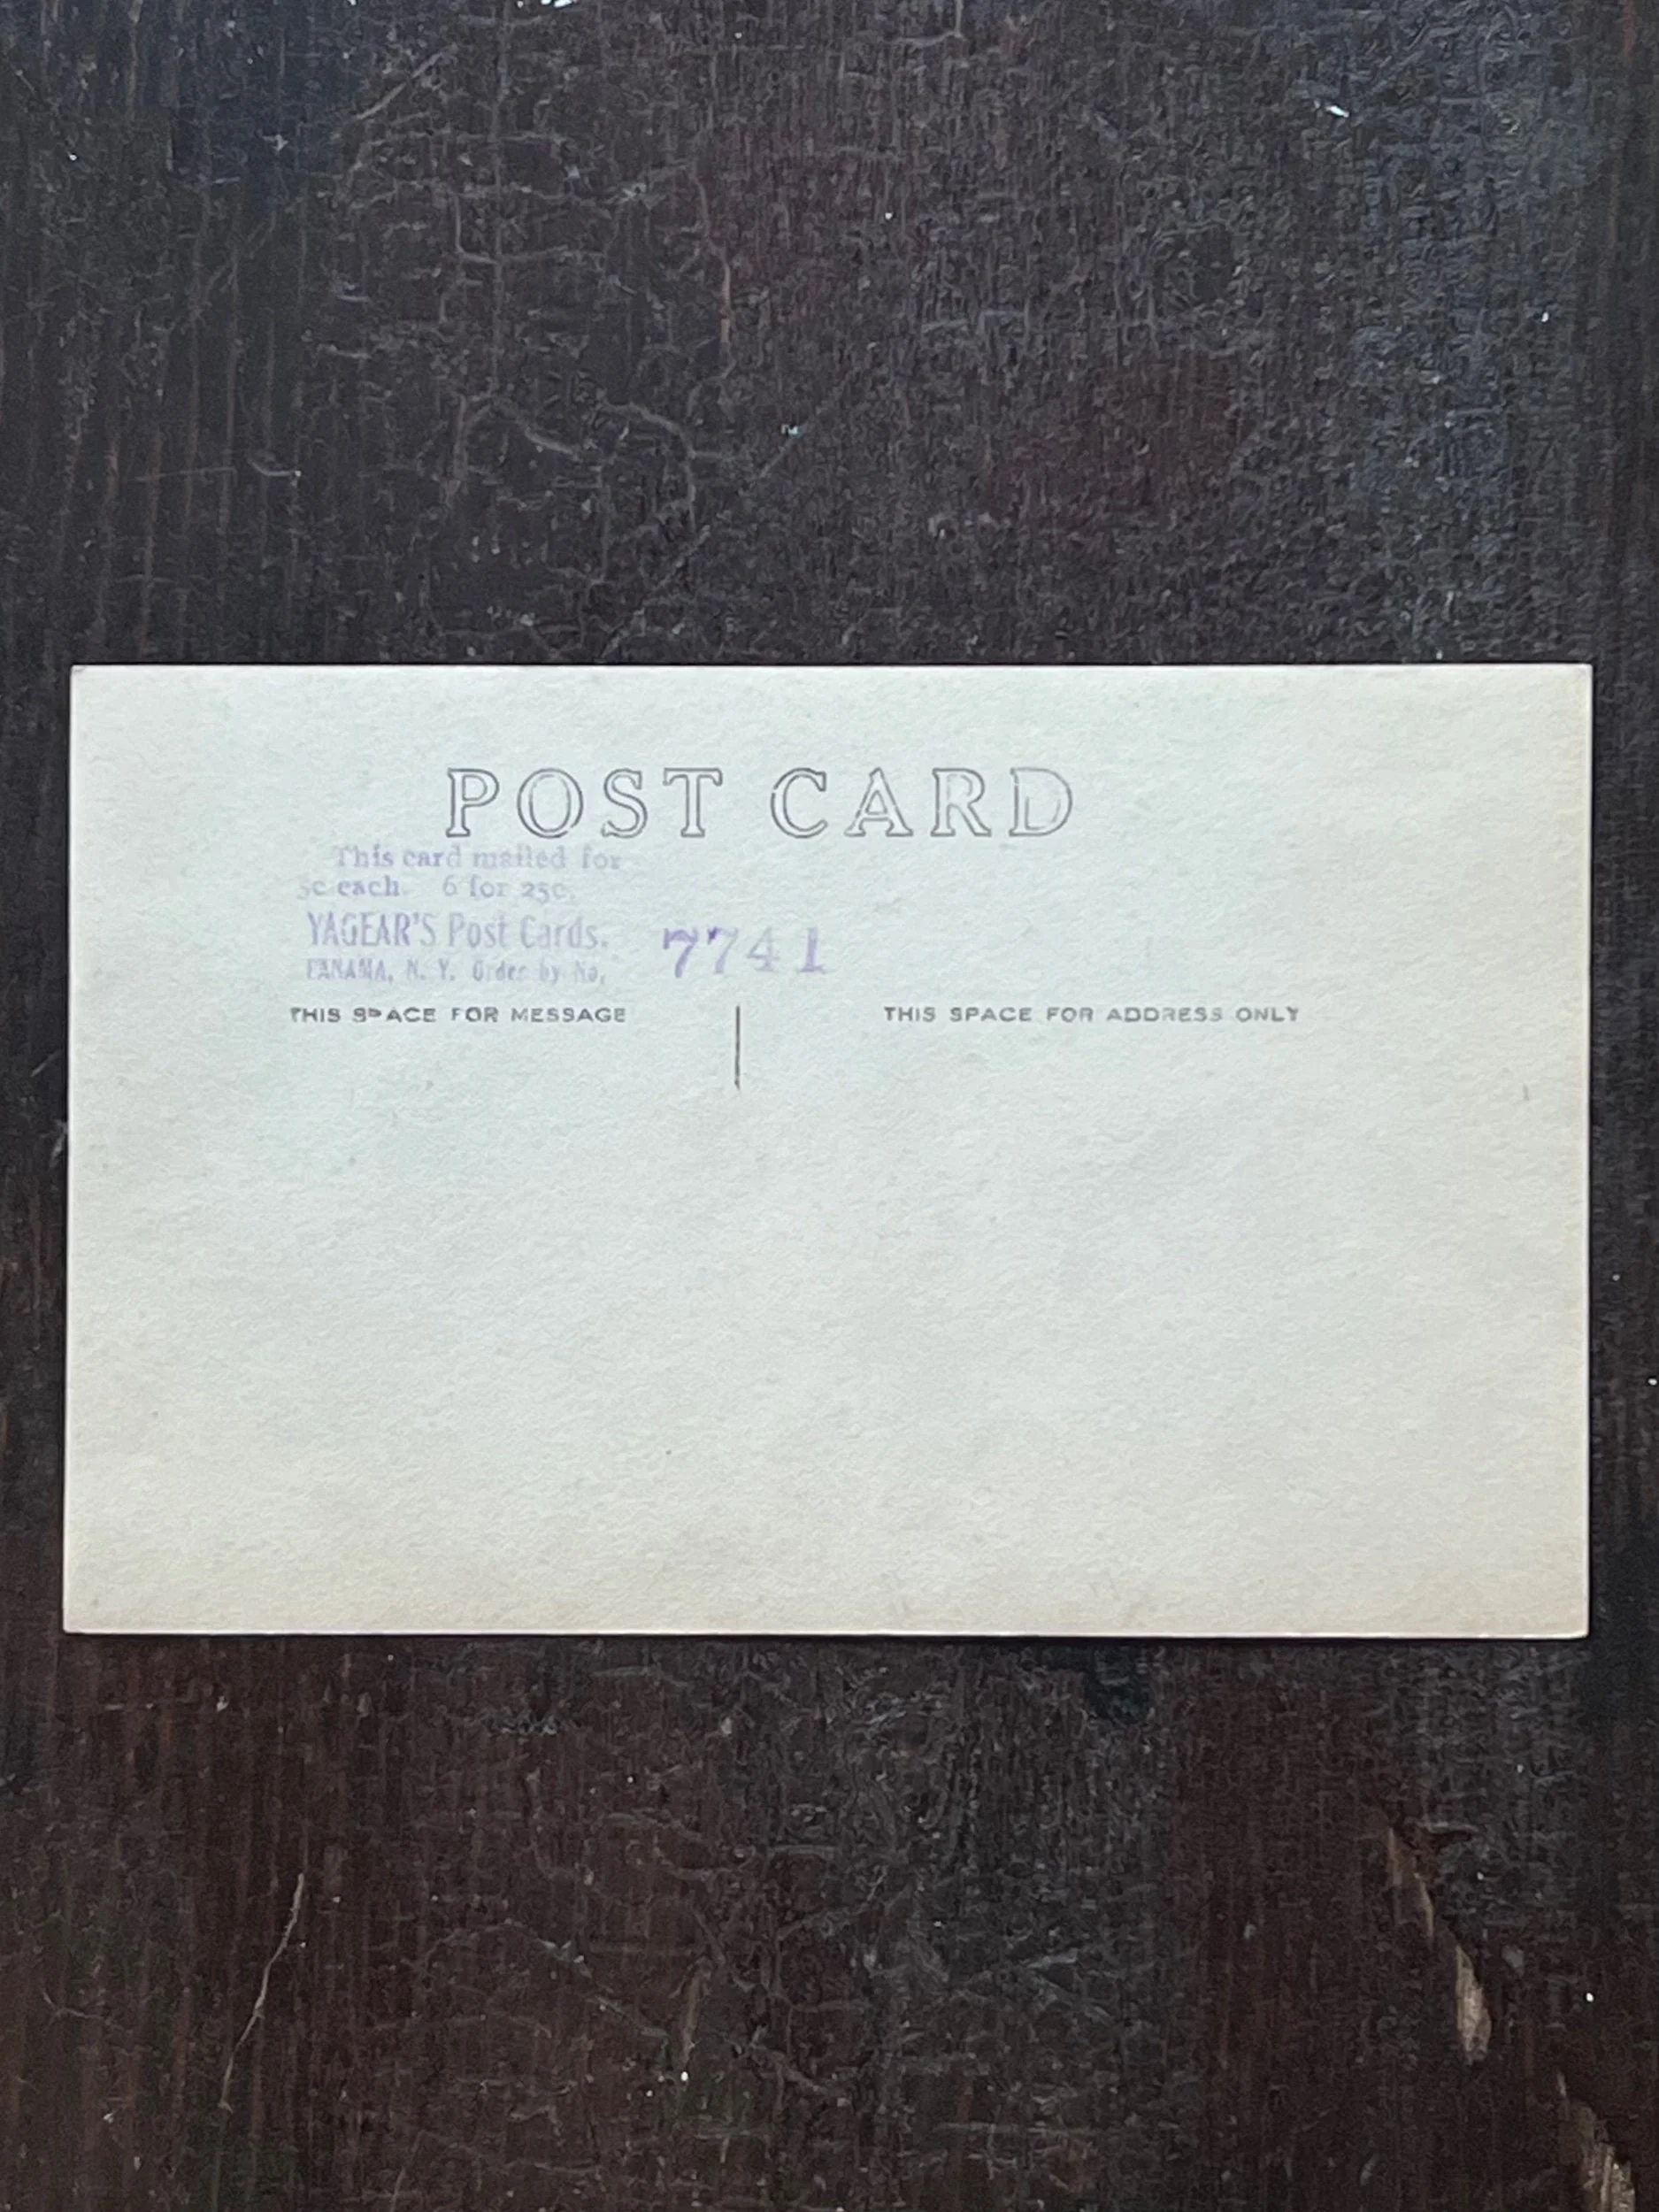 POST CARD
This card mailed for
5c each. 6 for 25c.
YAGEAR'S Post Cards.
PANAMA, N. Y. Order by No.
7741
THIS SPACE FOR MESSAGE
THIS SPACE FOR ADDRESS ONLY